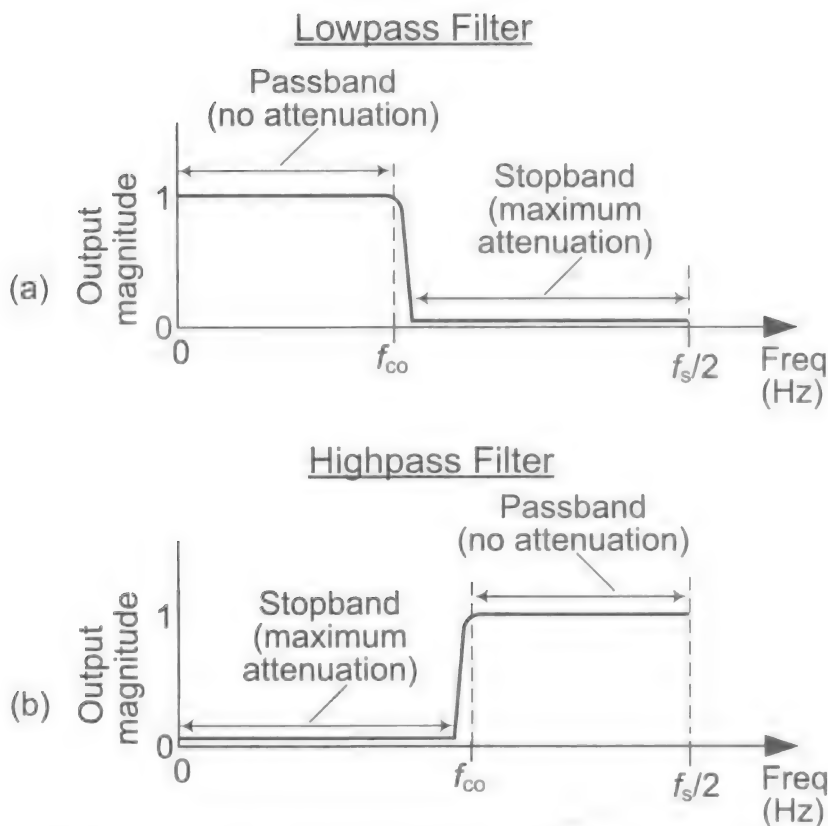 Lowpass Filter
Passband
(no attenuation)
Stopband
(maximum
attenuation)
Output
magnitude
1
0
(a)
0
f_co
f_s/2
Freq
(Hz)
Highpass Filter
Passband
(no attenuation)
Stopband
(maximum
attenuation)
Output
magnitude
1
0
(b)
0
f_co
f_s/2
Freq
(Hz)